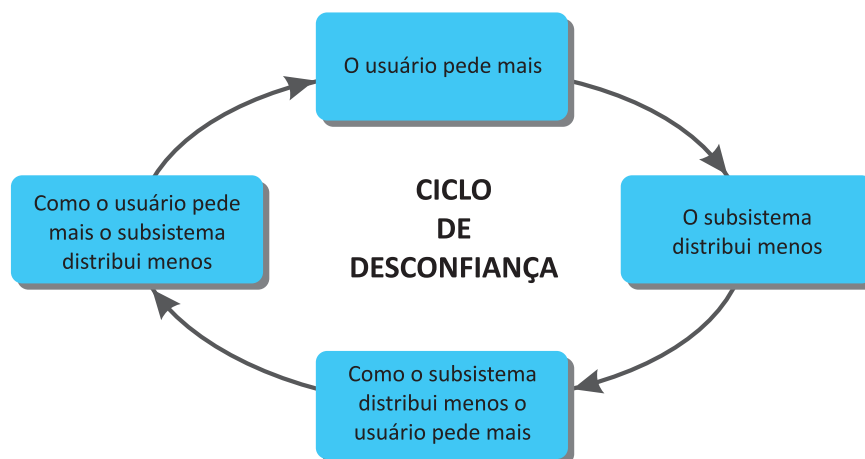 O usuário pede mais
O subsistema
distribui menos
Como o subsistema
distribui menos o
usuário pede mais
Como o usuário pede
mais o subsistema
distribui menos
CICLO
DE
DESCONFIANÇA